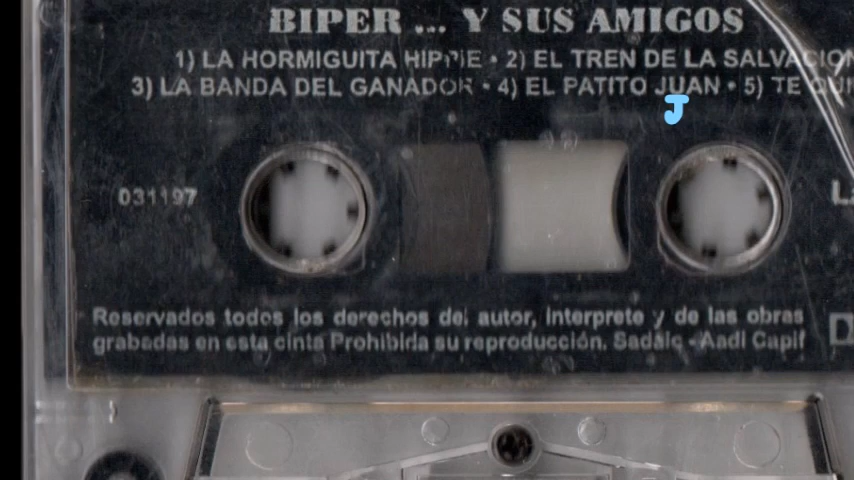 BIPER ... Y SUS AMIGOS
1) LA HORMIGUITA HIPPIE • 2) EL TREN DE LA SALVACION
3) LA BANDA DEL GANADOR • 4) EL PATITO JUAN • 5) TE
J
031197
Reservados todos los derechos del autor, interprete y de las obras
grabadas en esta cinta Prohibida su reproducción. Sadaic - Aadi Capif